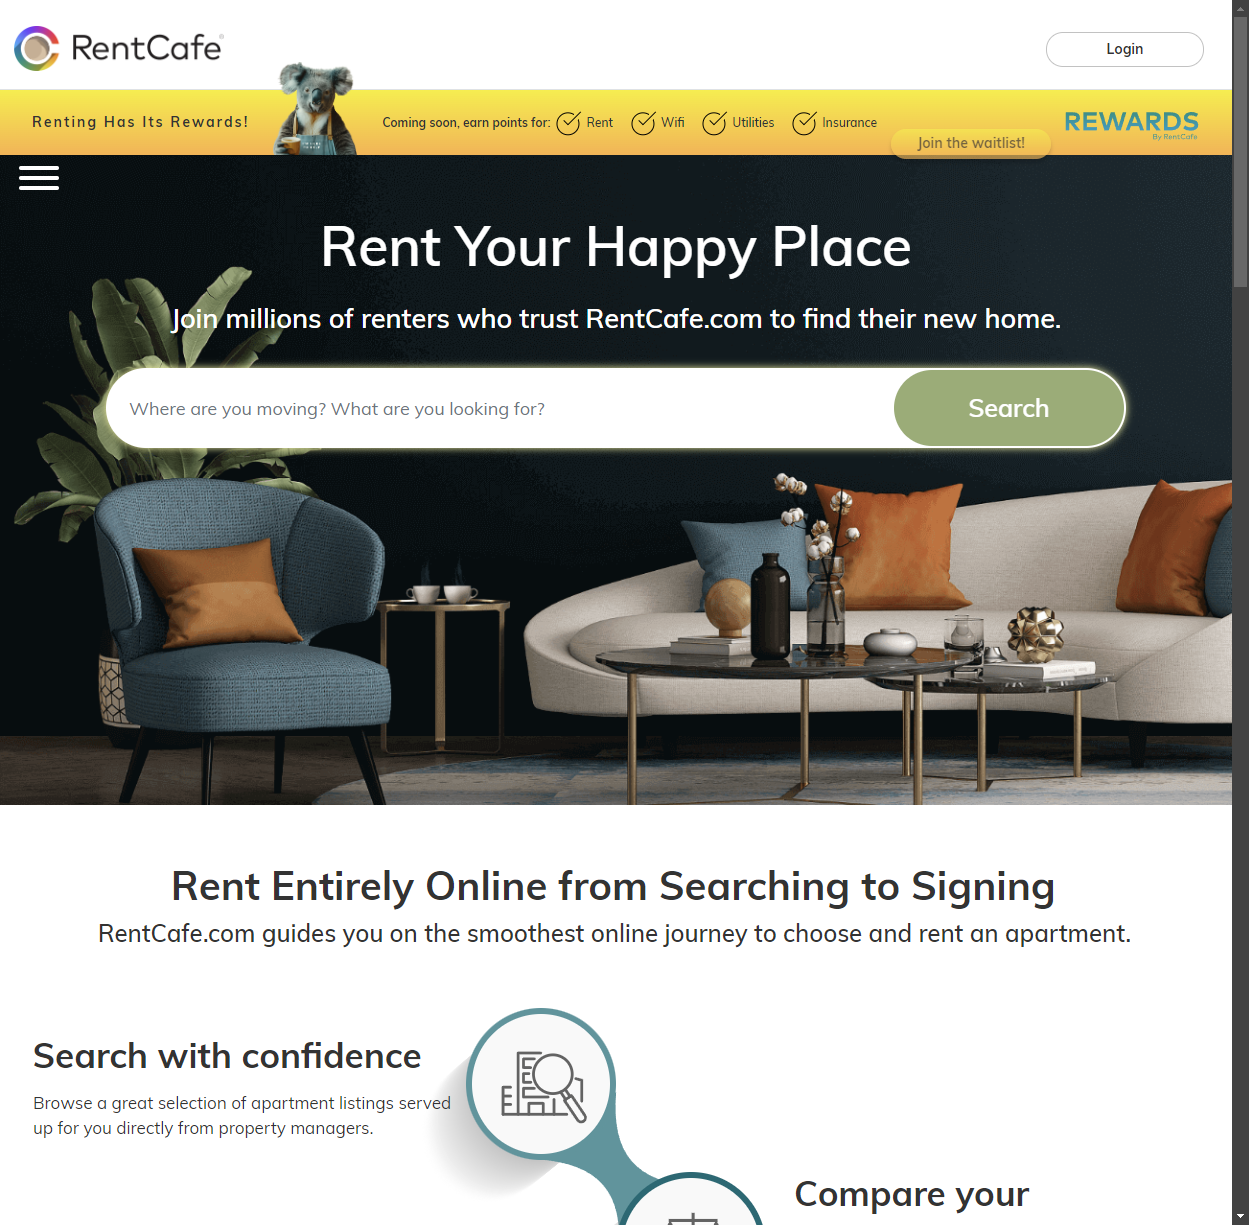 RentCafe
Login
Renting Has Its Rewards!
Coming soon, earn points for: Rent Wifi Utilities Insurance
Join the waitlist!
REWARDS
By RentCafe
Rent Your Happy Place
Join millions of renters who trust RentCafe.com to find their new home.
Where are you moving? What are you looking for?
Search
Rent Entirely Online from Searching to Signing
RentCafe.com guides you on the smoothest online journey to choose and rent an apartment.
Search with confidence
Browse a great selection of apartment listings served
up for you directly from property managers.
Compare your